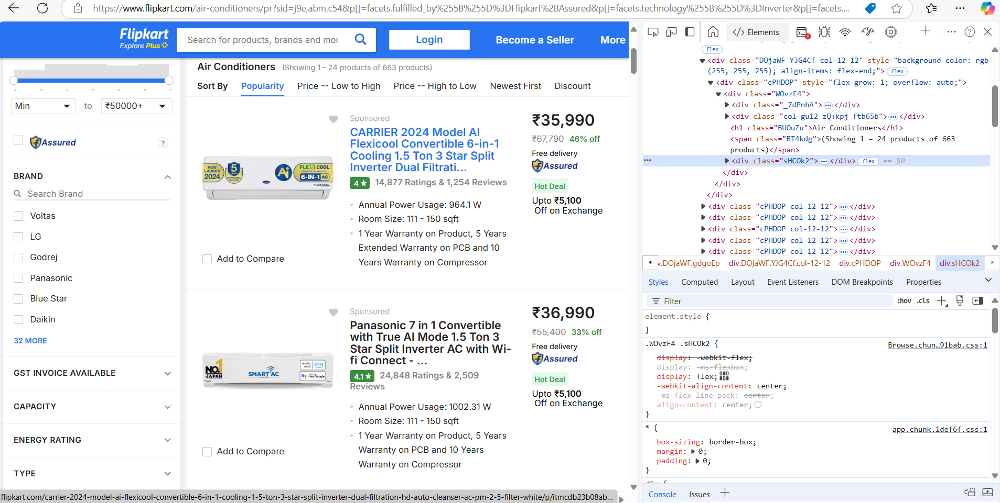 https://www.flipkart.com/air-conditioners/pr?sid=j9e,abm,c54&p[]=facets.fulfilled_by%255B%255D%3DFlipkart%2BAssured&p[]=facets.technology%255B%255D%3DInverter&p[]=facets....
Flipkart
Explore Plus
Search for products, brands and mor
Login
Become a Seller
More
Min
to
₹50000+
Assured
?
BRAND
Search Brand
Voltas
LG
Godrej
Panasonic
Blue Star
Daikin
32 MORE
GST INVOICE AVAILABLE
CAPACITY
ENERGY RATING
TYPE
Air Conditioners (Showing 1 – 24 products of 663 products)
Sort By Popularity Price -- Low to High Price -- High to Low Newest First Discount
NEW LAUNCH 2024
5
Ai
FLEXICOOL
6-IN-1 AC
Add to Compare
Sponsored
CARRIER 2024 Model AI
Flexicool Convertible 6-in-1
Cooling 1.5 Ton 3 Star Split
Inverter Dual Filtrati...
4★ 14,877 Ratings & 1,254 Reviews
Annual Power Usage: 964.1 W
Room Size: 111 - 150 sqft
1 Year Warranty on Product, 5 Years
Extended Warranty on PCB and 10
Years Warranty on Compressor
₹35,990
₹67,790 46% off
Free delivery
Assured
Hot Deal
Upto ₹5,100
Off on Exchange
NO.1
JAPAN
SMART AC
works with alexa
Hey Google
Add to Compare
Sponsored
Panasonic 7 in 1 Convertible
with True AI Mode 1.5 Ton 3
Star Split Inverter AC with Wi-
fi Connect - ...
4.1★ 24,848 Ratings & 2,509
Reviews
Annual Power Usage: 1002.31 W
Room Size: 111 - 150 sqft
1 Year Warranty on Product, 5 Years
Warranty on PCB and 10 Years
Warranty on Compressor
₹36,990
₹55,400 33% off
Free delivery
Assured
Hot Deal
Upto ₹5,100
Off on Exchange
flipkart.com/carrier-2024-model-ai-flexicool-convertible-6-in-1-cooling-1-5-ton-3-star-split-inverter-dual-filtration-hd-auto-cleanser-ac-pm-2-5-filter-white/p/itmcdb23b08ab...
</> Elements
flex
<div class="DOjaWF YJG4Cf col-12-12" style="background-color: rgb
(255, 255, 255); align-items: flex-end;"> flex
<div class="cPHDOP" style="flex-grow: 1; overflow: auto;">
<div class="WOvzF4">
<div class="_7dPnhA">…</div>
<div class="col gu12 zQ+kpj ftb65b">…</div>
<h1 class="BUOuZu">Air Conditioners</h1>
<span class="BT4kdg">(Showing 1 – 24 products of 663
products)</span>
<div class="sHCOk2">…</div> flex == $0
</div>
</div>
</div>
<div class="cPHDOP col-12-12">…</div>
<div class="cPHDOP col-12-12">…</div>
<div class="cPHDOP col-12-12">…</div>
<div class="cPHDOP col-12-12">…</div>
<div class="cPHDOP col-12-12">…</div>
v.DOjaWF.gdgoEp div.DOjaWF.YJG4Cf.col-12-12 div.cPHDOP div.WOvzF4 div.sHCOk2
Styles Computed Layout Event Listeners DOM Breakpoints Properties
Filter :hov .cls
element.style {
}
.WOvzF4 .sHCOk2 { Browse.chun…91bab.css:1
display: -webkit-flex;
display: -ms-flexbox;
display: flex;
-webkit-align-content: center;
-ms-flex-line-pack: center;
align-content: center;
}
* { app.chunk.1def6f.css:1
box-sizing: border-box;
margin: 0;
padding: 0;
}
Console Issues